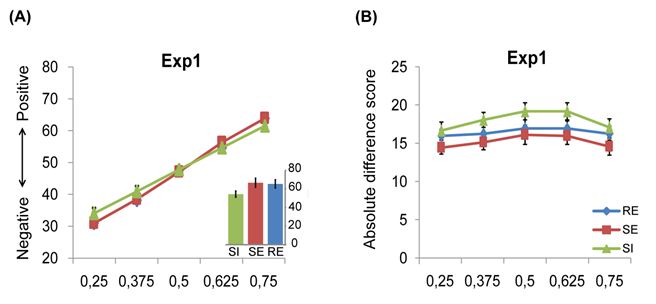 (A)
Exp1
80
70
60
50
40
30
20
Negative
Positive
80
60
40
20
0
SI SE RE
0,25 0,375 0,5 0,625 0,75
(B)
Exp1
Absolute difference score
25
20
15
10
5
0
RE
SE
SI
0,25 0,375 0,5 0,625 0,75